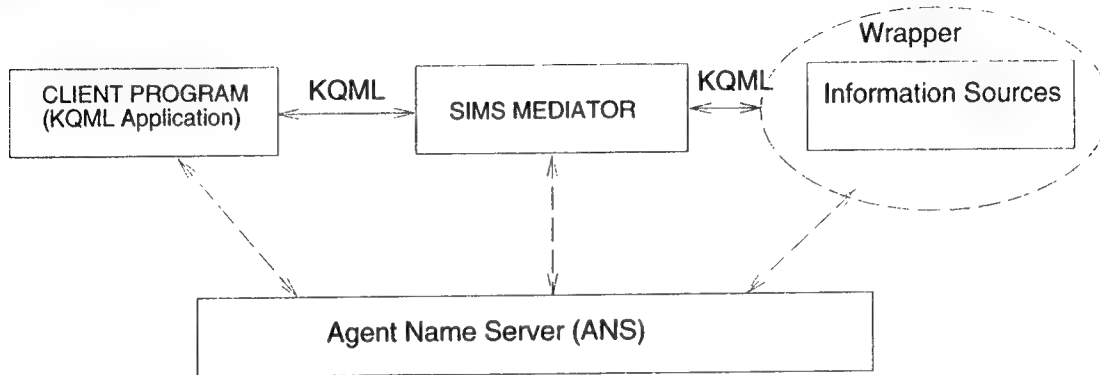 Wrapper
CLIENT PROGRAM
(KQML Application)
KQML
SIMS MEDIATOR
KQML
Information Sources
Agent Name Server (ANS)